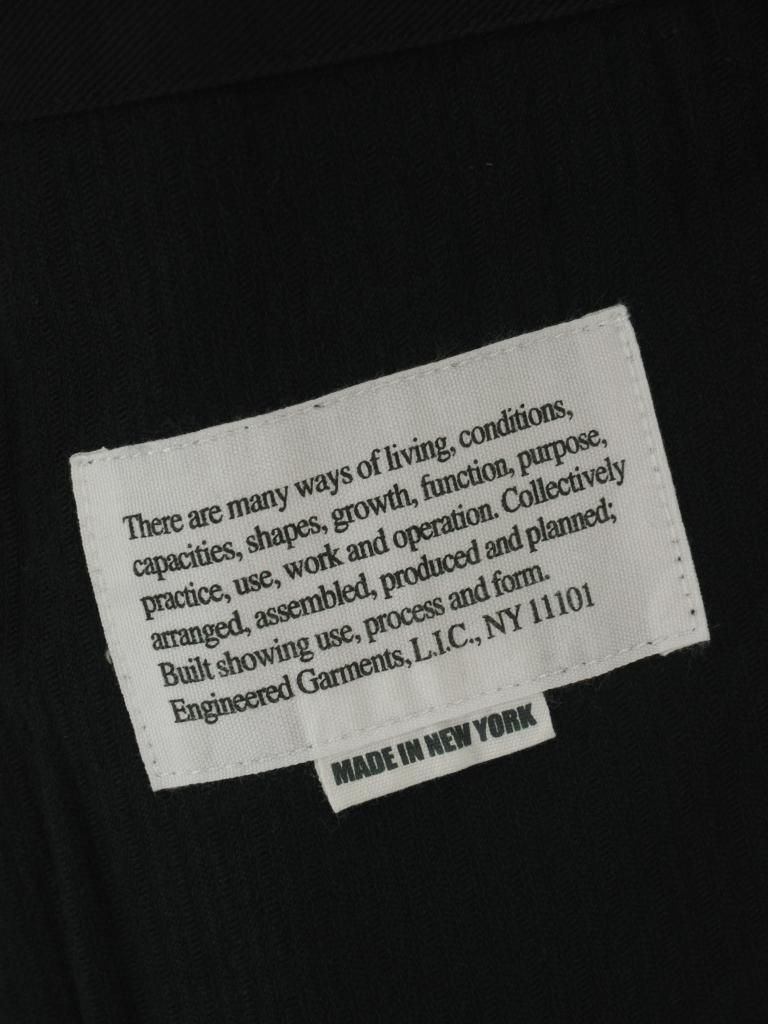 There are many ways of living, conditions,
capacities, shapes, growth, function, purpose,
practice, use, work and operation. Collectively
arranged, assembled, produced and planned;
Built showing use, process and form.
Engineered Garments, L.I.C., NY 11101
MADE IN NEW YORK